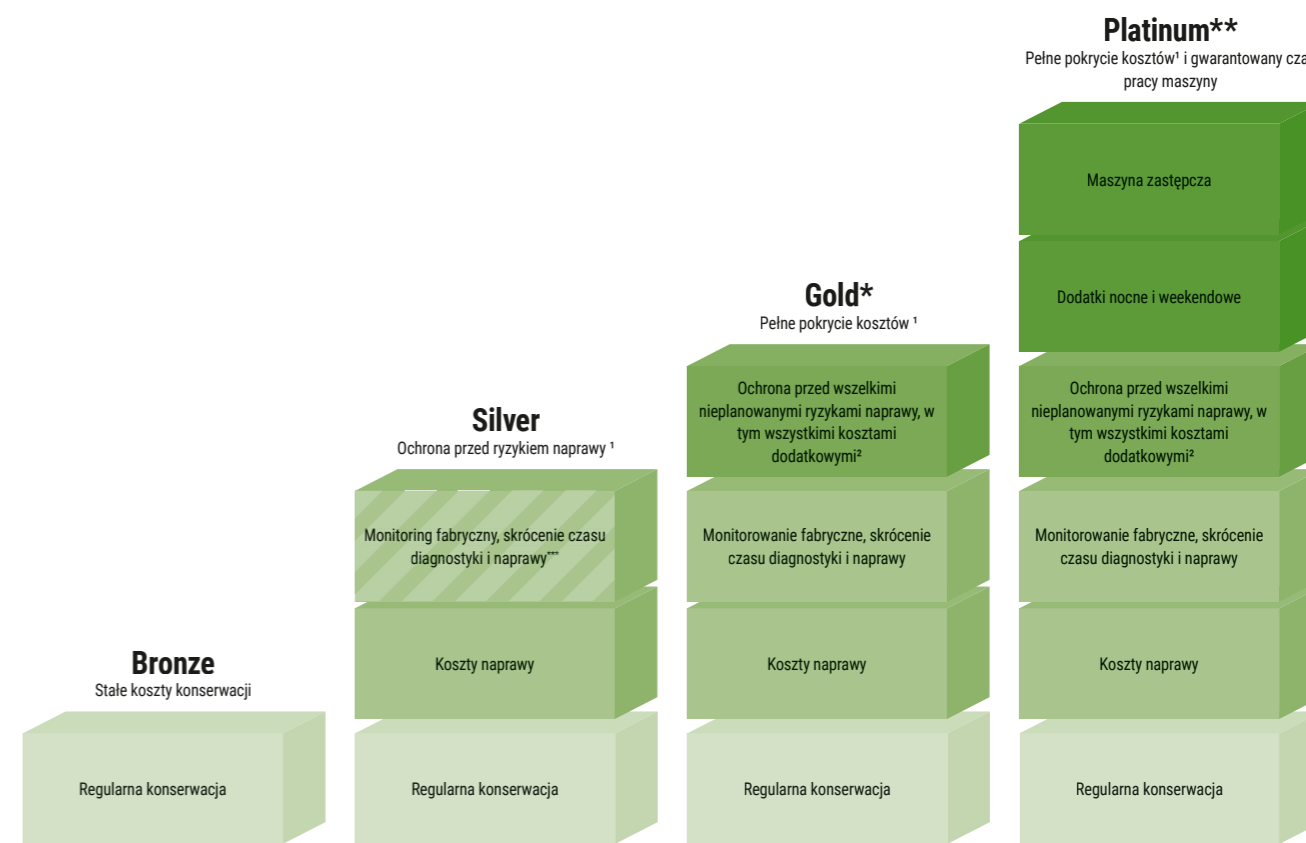 Platinum**
Pełne pokrycie kosztów¹ i gwarantowany
pracy maszyny
Maszyna zastępcza
Dodatki nocne i weekendowe
Ochrona przed wszelkimi
nieplanowanymi ryzykami naprawy, w
tym wszystkimi kosztami
dodatkowymi²
Monitorowanie fabryczne, skrócenie
czasu diagnostyki i naprawy
Koszty naprawy
Regularna konserwacja
Gold*
Pełne pokrycie kosztów ¹
Ochrona przed wszelkimi
nieplanowanymi ryzykami naprawy, w
tym wszystkimi kosztami
dodatkowymi²
Monitorowanie fabryczne, skrócenie
czasu diagnostyki i naprawy
Koszty naprawy
Regularna konserwacja
Silver
Ochrona przed ryzykiem naprawy ¹
Monitoring fabryczny, skrócenie czasu
diagnostyki i naprawy***
Koszty naprawy
Regularna konserwacja
Bronze
Stałe koszty konserwacji
Regularna konserwacja